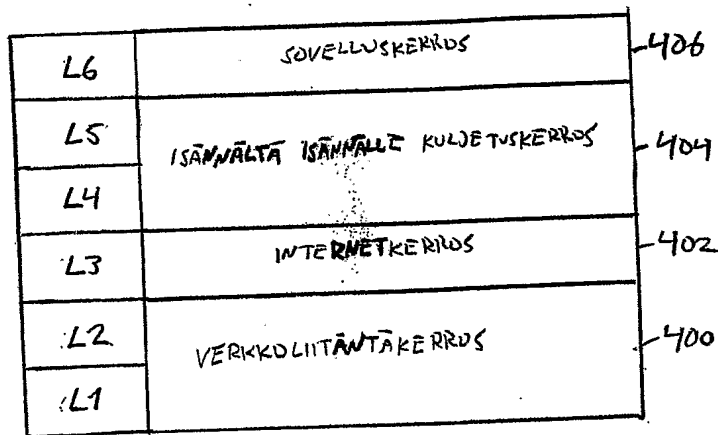 L6 SOVELLUSKERROS 406
L5
ISÄNNÄLTÄ ISÄNNÄLLE KULJETUSKERROS 404
L4
L3 INTERNETKERROS 402
L2
VERKKOLIITÄNTÄKERROS 400
L1